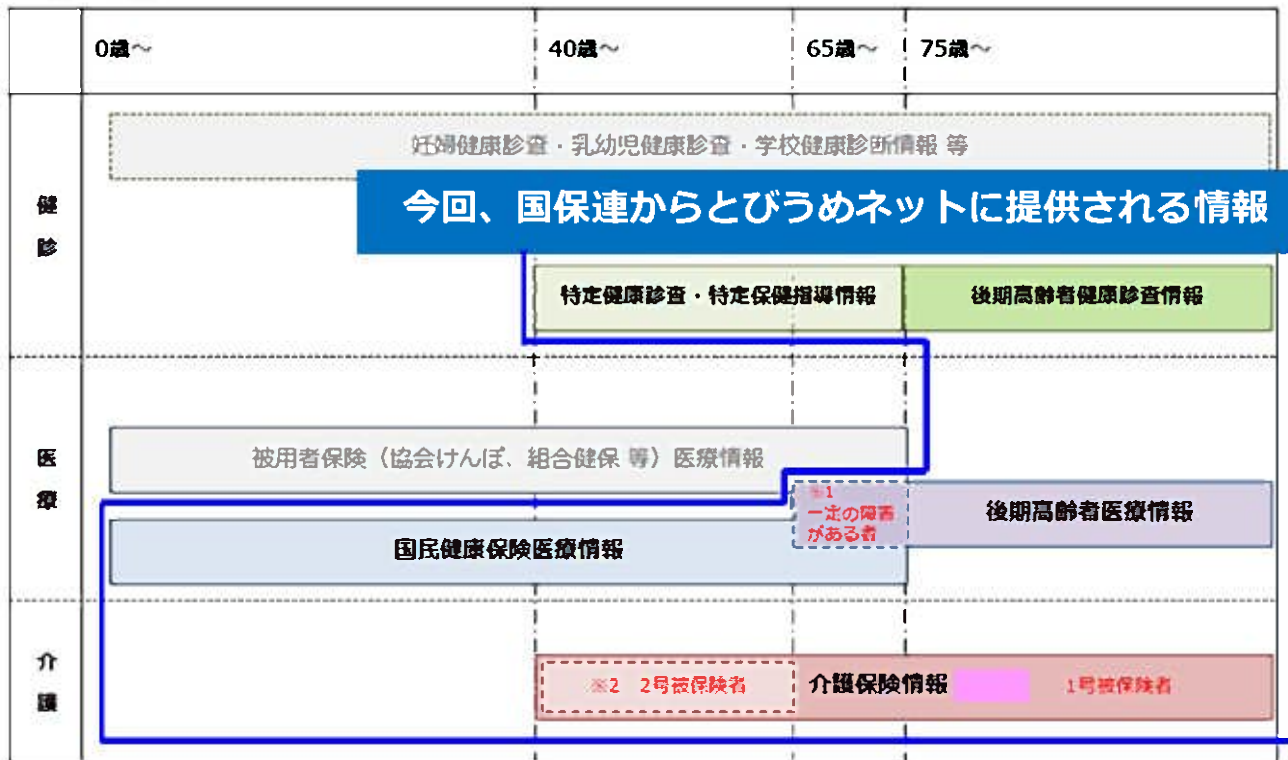 0歳～
40歳～
65歳～
75歳～
健診
妊婦健康診査・乳幼児健康診査・学校健康診断情報 等
今回、国保連からとびうめネットに提供される情報
特定健康診査・特定保健指導情報
後期高齢者健康診査情報
医療
被用者保険（協会けんぽ、組合健保 等）医療情報
※1
一定の障害
がある者
後期高齢者医療情報
国民健康保険医療情報
介護
※2 2号被保険者
介護保険情報
1号被保険者